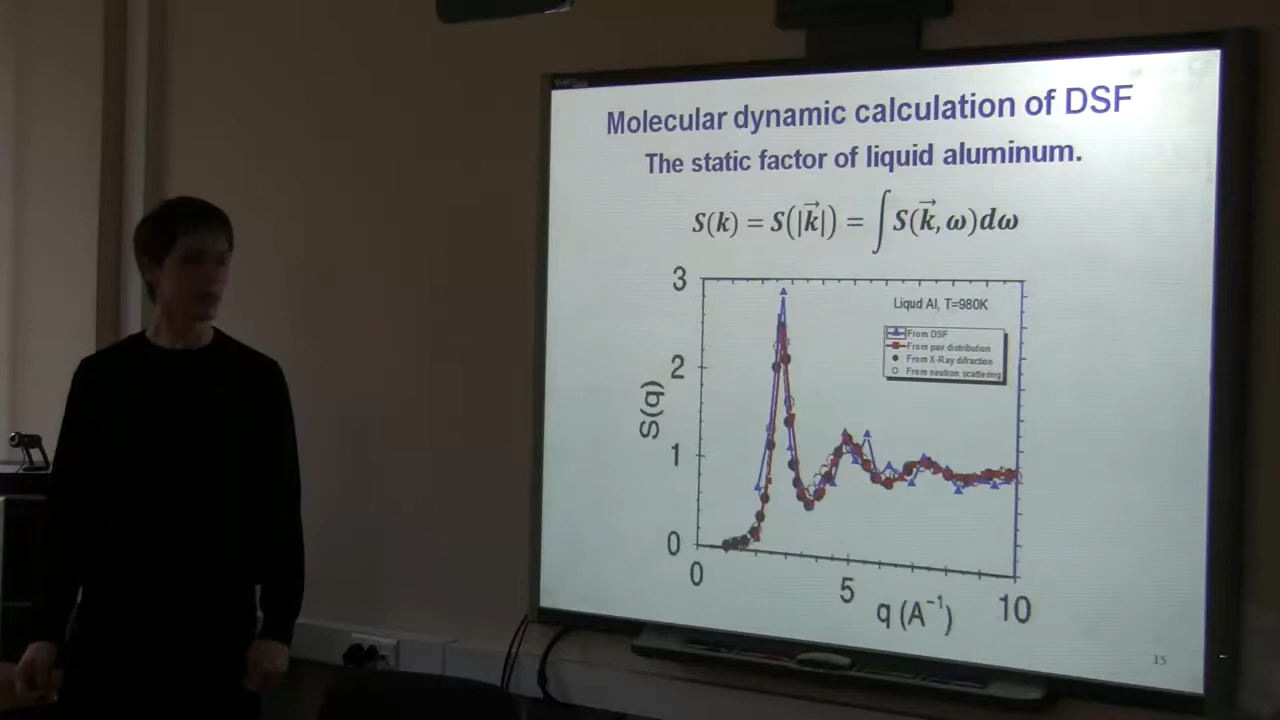 Molecular dynamic calculation of DSF
The static factor of liquid aluminum.
S(k) = S(|k⃗|) = ∫ S(k⃗, ω)dω
3
2
1
0
S(q)
Liqud Al, T=980K
From DSF
From pair distribution
From X-Ray difraction
From neutron scattering
0
5
10
q (A⁻¹)
15